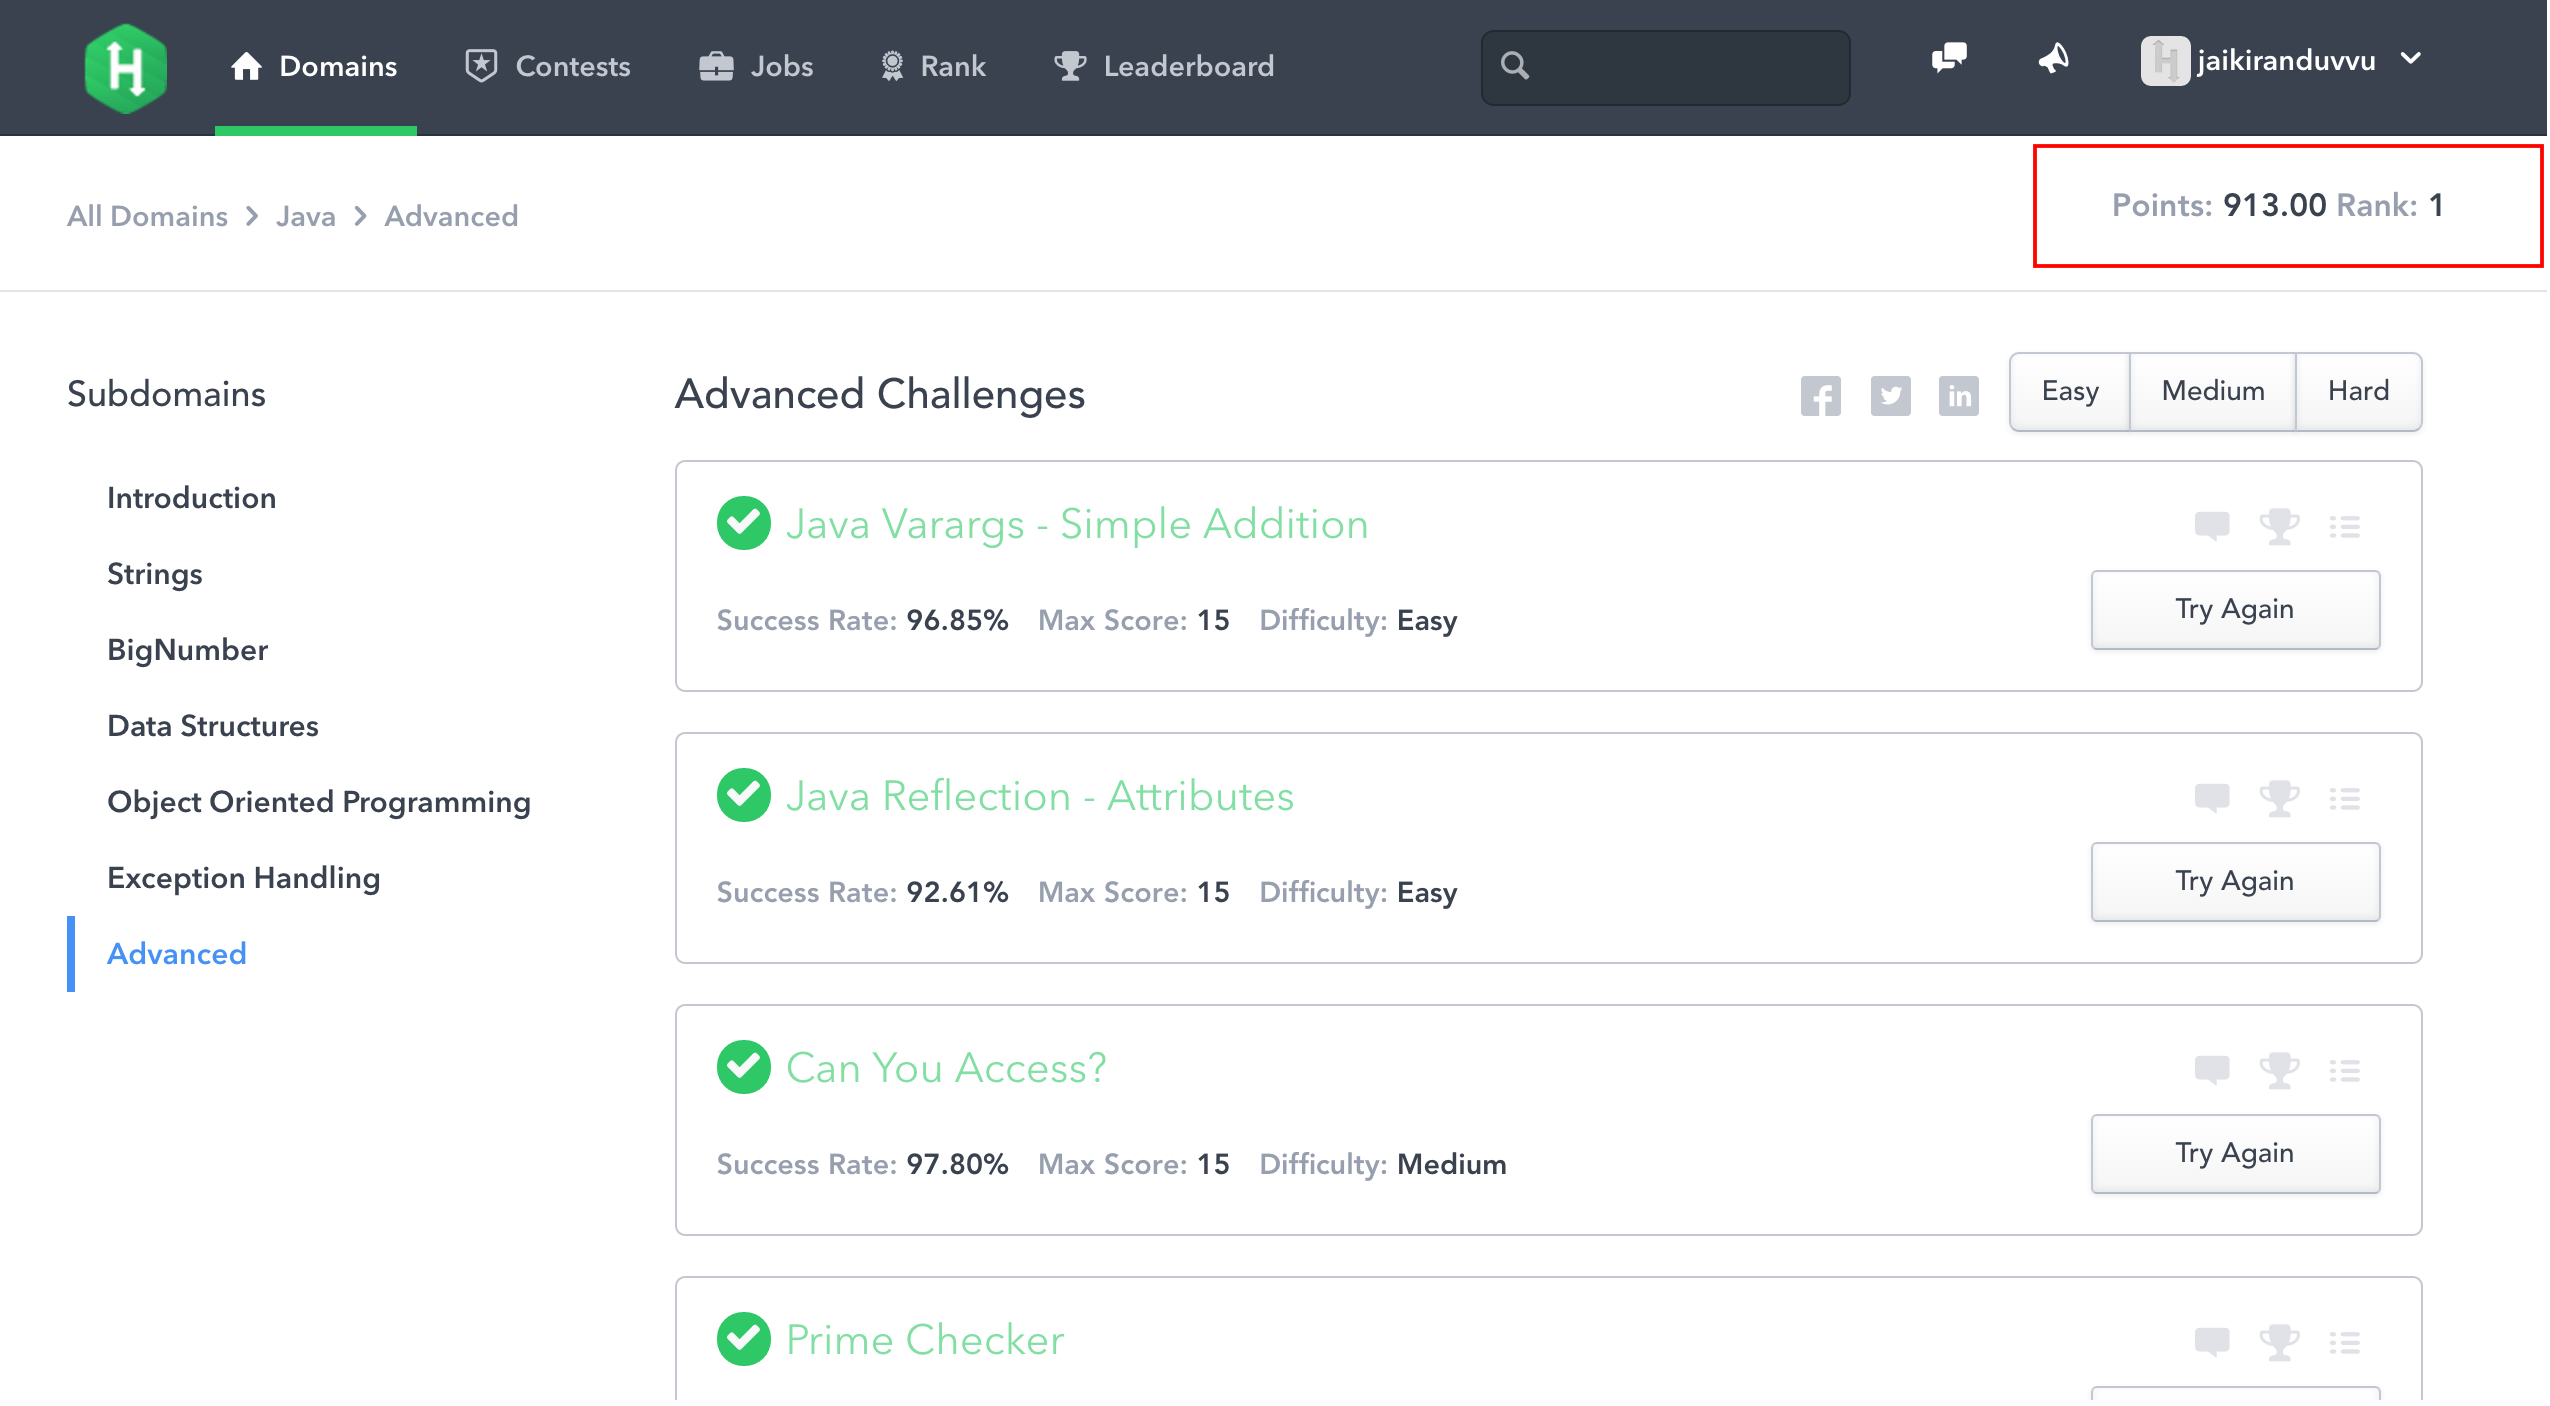 Domains Contests Jobs Rank Leaderboard jaikiranduvvu
All Domains > Java > Advanced
Points: 913.00 Rank: 1
Subdomains
Introduction
Strings
BigNumber
Data Structures
Object Oriented Programming
Exception Handling
Advanced
Advanced Challenges
Easy Medium Hard
Java Varargs - Simple Addition
Success Rate: 96.85% Max Score: 15 Difficulty: Easy
Try Again
Java Reflection - Attributes
Success Rate: 92.61% Max Score: 15 Difficulty: Easy
Try Again
Can You Access?
Success Rate: 97.80% Max Score: 15 Difficulty: Medium
Try Again
Prime Checker